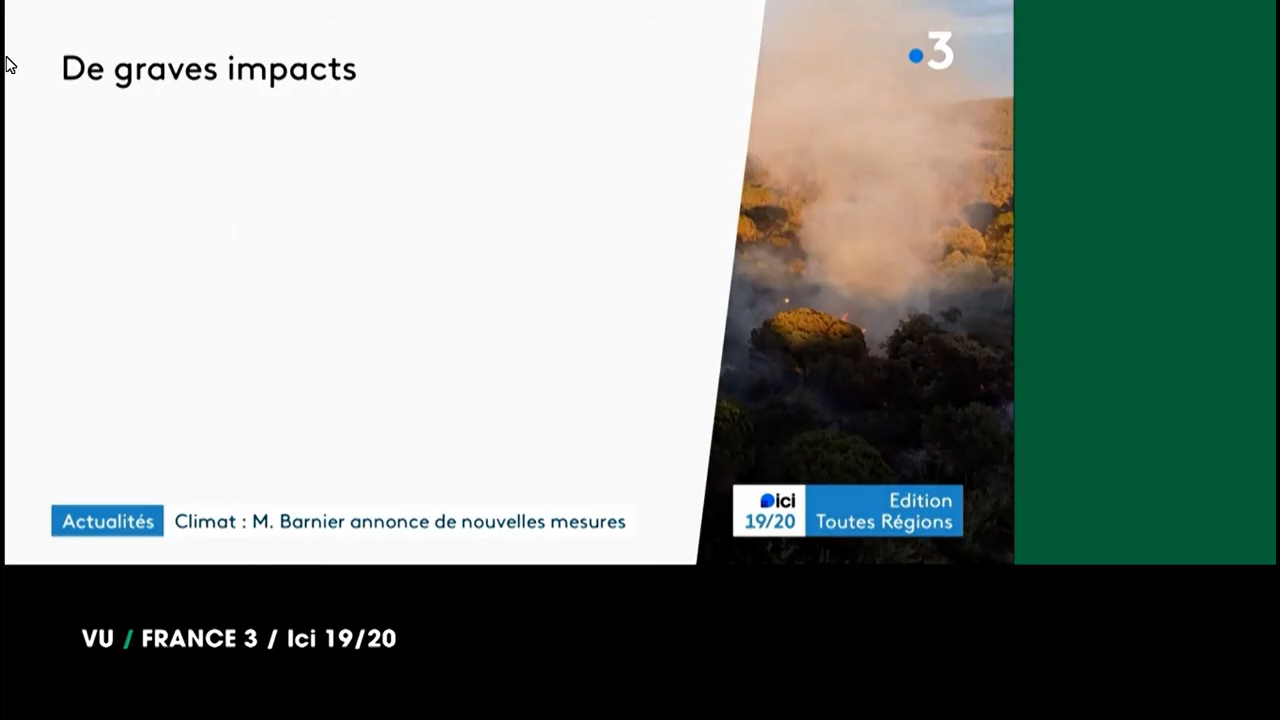 De graves impacts
3
Actualités Climat : M. Barnier annonce de nouvelles mesures
ici
19/20
Edition
Toutes Régions
VU / FRANCE 3 / Ici 19/20